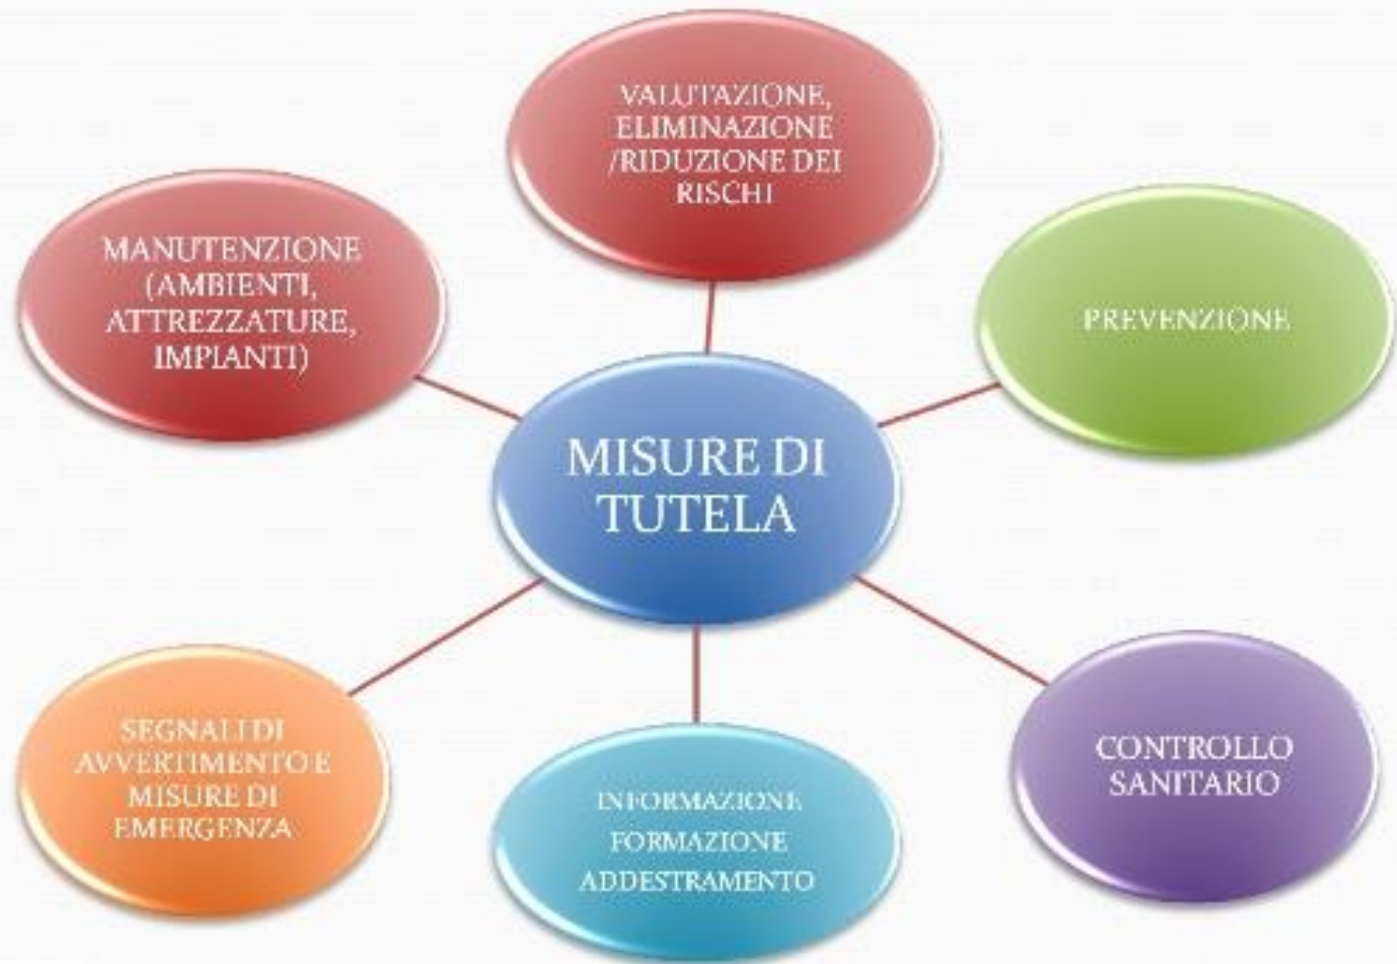 VALUTAZIONE,
ELIMINAZIONE
/RIDUZIONE DEI
RISCHI
MANUTENZIONE
(AMBIENTI,
ATTREZZATURE,
IMPIANTI)
PREVENZIONE
MISURE DI
TUTELA
SEGNALI DI
AVVERTIMENTO E
MISURE DI
EMERGENZA
INFORMAZIONE
FORMAZIONE
ADDESTRAMENTO
CONTROLLO
SANITARIO